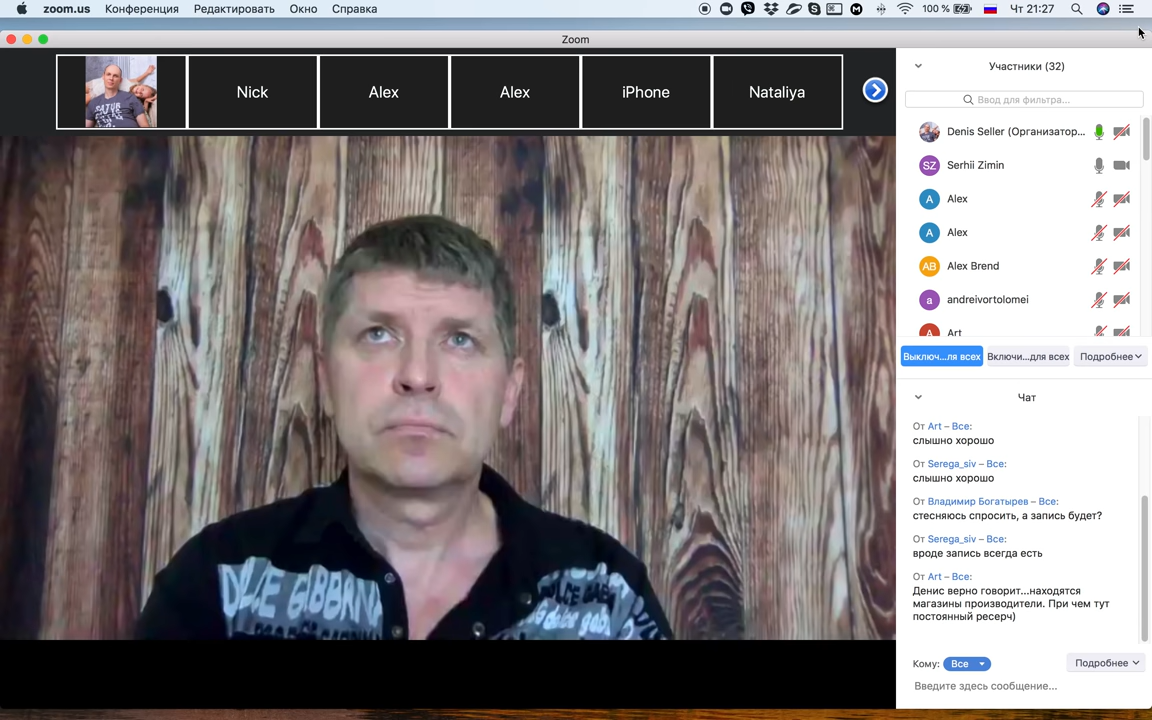 zoom.us Конференция Редактировать Окно Справка 100 % Чт 21:27
Zoom
Nick
Alex
Alex
iPhone
Nataliya
Участники (32)
Ввод для фильтра...
Denis Seller (Организатор...
SZ Serhii Zimin
A Alex
A Alex
AB Alex Brend
a andreivortolomei
A Art
Выключ...ля всех Включи...для всех Подробнее
Чат
От Art – Все:
слышно хорошо
От Serega_siv – Все:
слышно хорошо
От Владимир Богатырев – Все:
стесняюсь спросить, а запись будет?
От Serega_siv – Все:
вроде запись всегда есть
От Art – Все:
Денис верно говорит...находятся
магазины производители. При чем тут
постоянный ресерч)
Кому: Все Подробнее
Введите здесь сообщение...